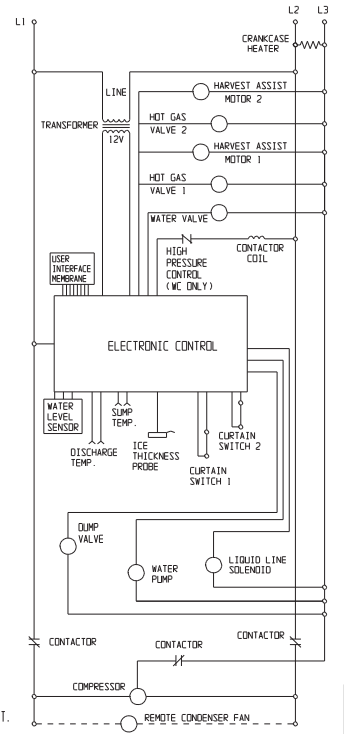 L1
L2
L3
CRANKCASE
HEATER
LINE
TRANSFORMER
12V
HARVEST ASSIST
MOTOR 2
HOT GAS
VALVE 2
HARVEST ASSIST
MOTOR 1
HOT GAS
VALVE 1
WATER VALVE
HIGH
PRESSURE
CONTROL
(WC ONLY)
CONTACTOR
COIL
USER
INTERFACE
MEMBRANE
ELECTRONIC CONTROL
WATER
LEVEL
SENSOR
DISCHARGE
TEMP.
SUMP
TEMP.
ICE
THICKNESS
PROBE
CURTAIN
SWITCH 1
CURTAIN
SWITCH 2
DUMP
VALVE
WATER
PUMP
LIQUID LINE
SOLENOID
CONTACTOR
CONTACTOR
CONTACTOR
COMPRESSOR
T.
REMOTE CONDENSER FAN